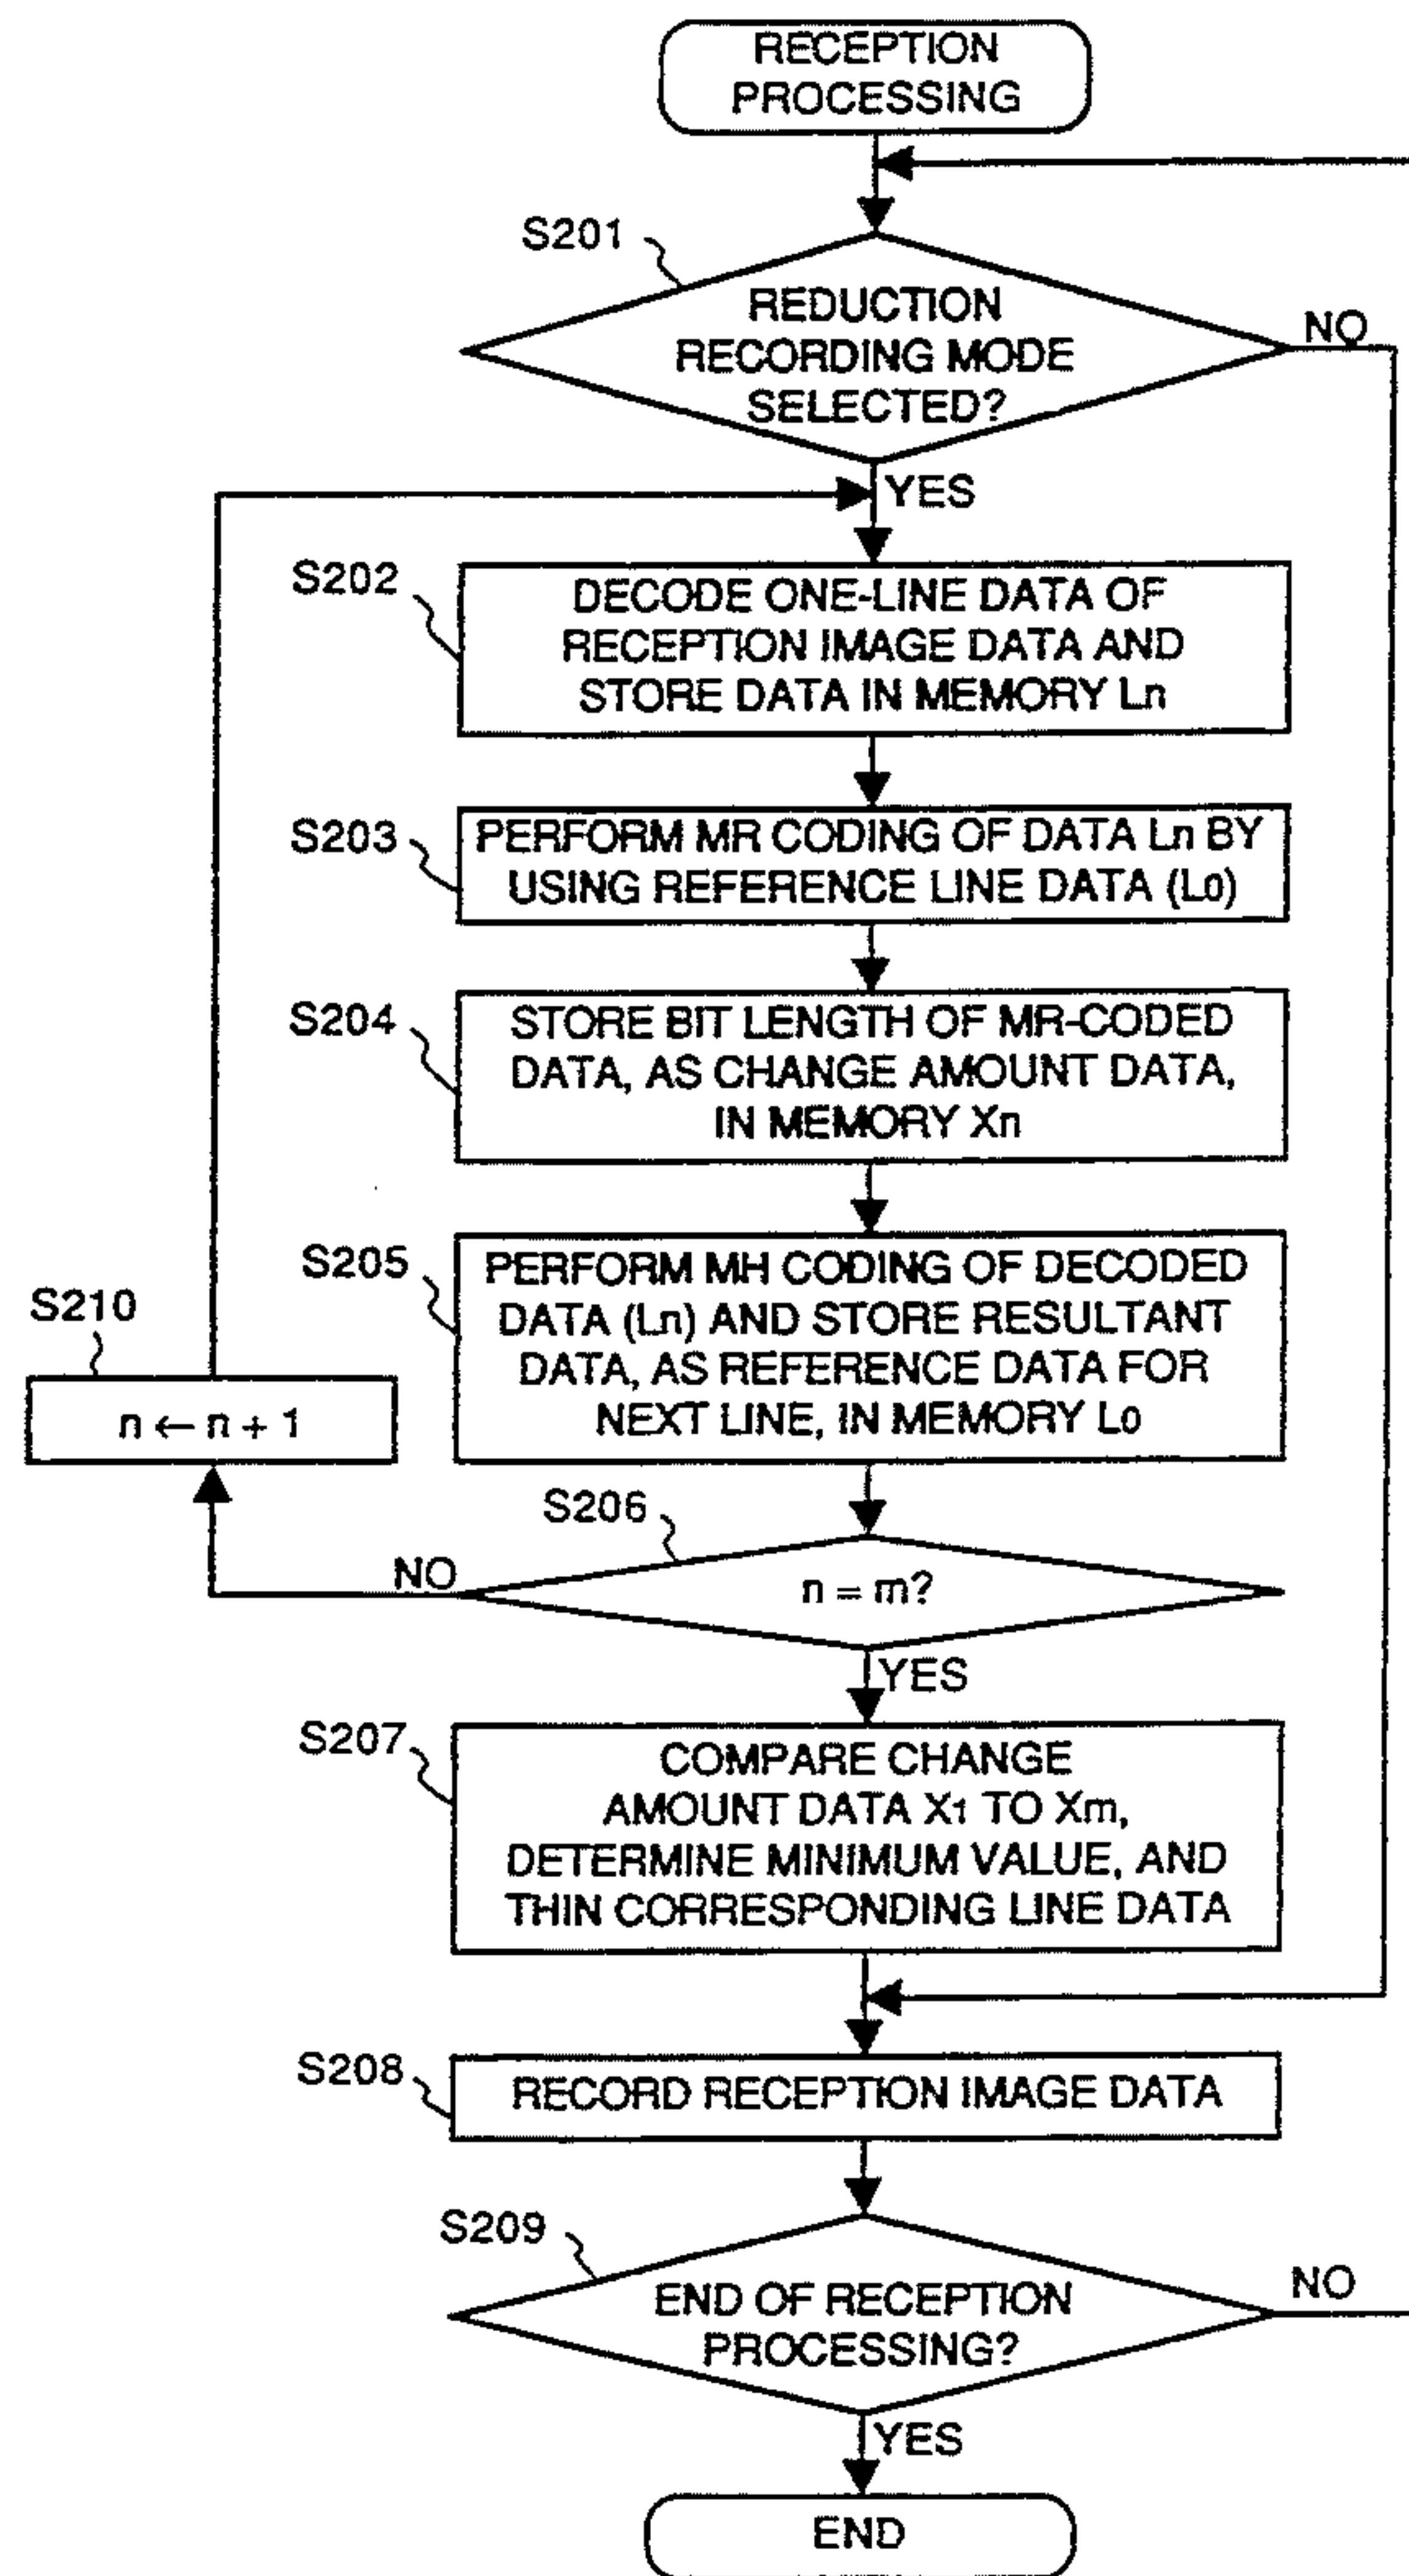 RECEPTION
PROCESSING
S201
REDUCTION
RECORDING MODE
SELECTED?
NO
YES
S202
DECODE ONE-LINE DATA OF
RECEPTION IMAGE DATA AND
STORE DATA IN MEMORY Ln
S203
PERFORM MR CODING OF DATA Ln BY
USING REFERENCE LINE DATA (L0)
S204
STORE BIT LENGTH OF MR-CODED
DATA, AS CHANGE AMOUNT DATA,
IN MEMORY Xn
S205
PERFORM MH CODING OF DECODED
DATA (Ln) AND STORE RESULTANT
DATA, AS REFERENCE DATA FOR
NEXT LINE, IN MEMORY L0
S210
n ← n + 1
S206
n = m?
NO
YES
S207
COMPARE CHANGE
AMOUNT DATA X1 TO Xm,
DETERMINE MINIMUM VALUE, AND
THIN CORRESPONDING LINE DATA
S208
RECORD RECEPTION IMAGE DATA
S209
END OF RECEPTION
PROCESSING?
NO
YES
END